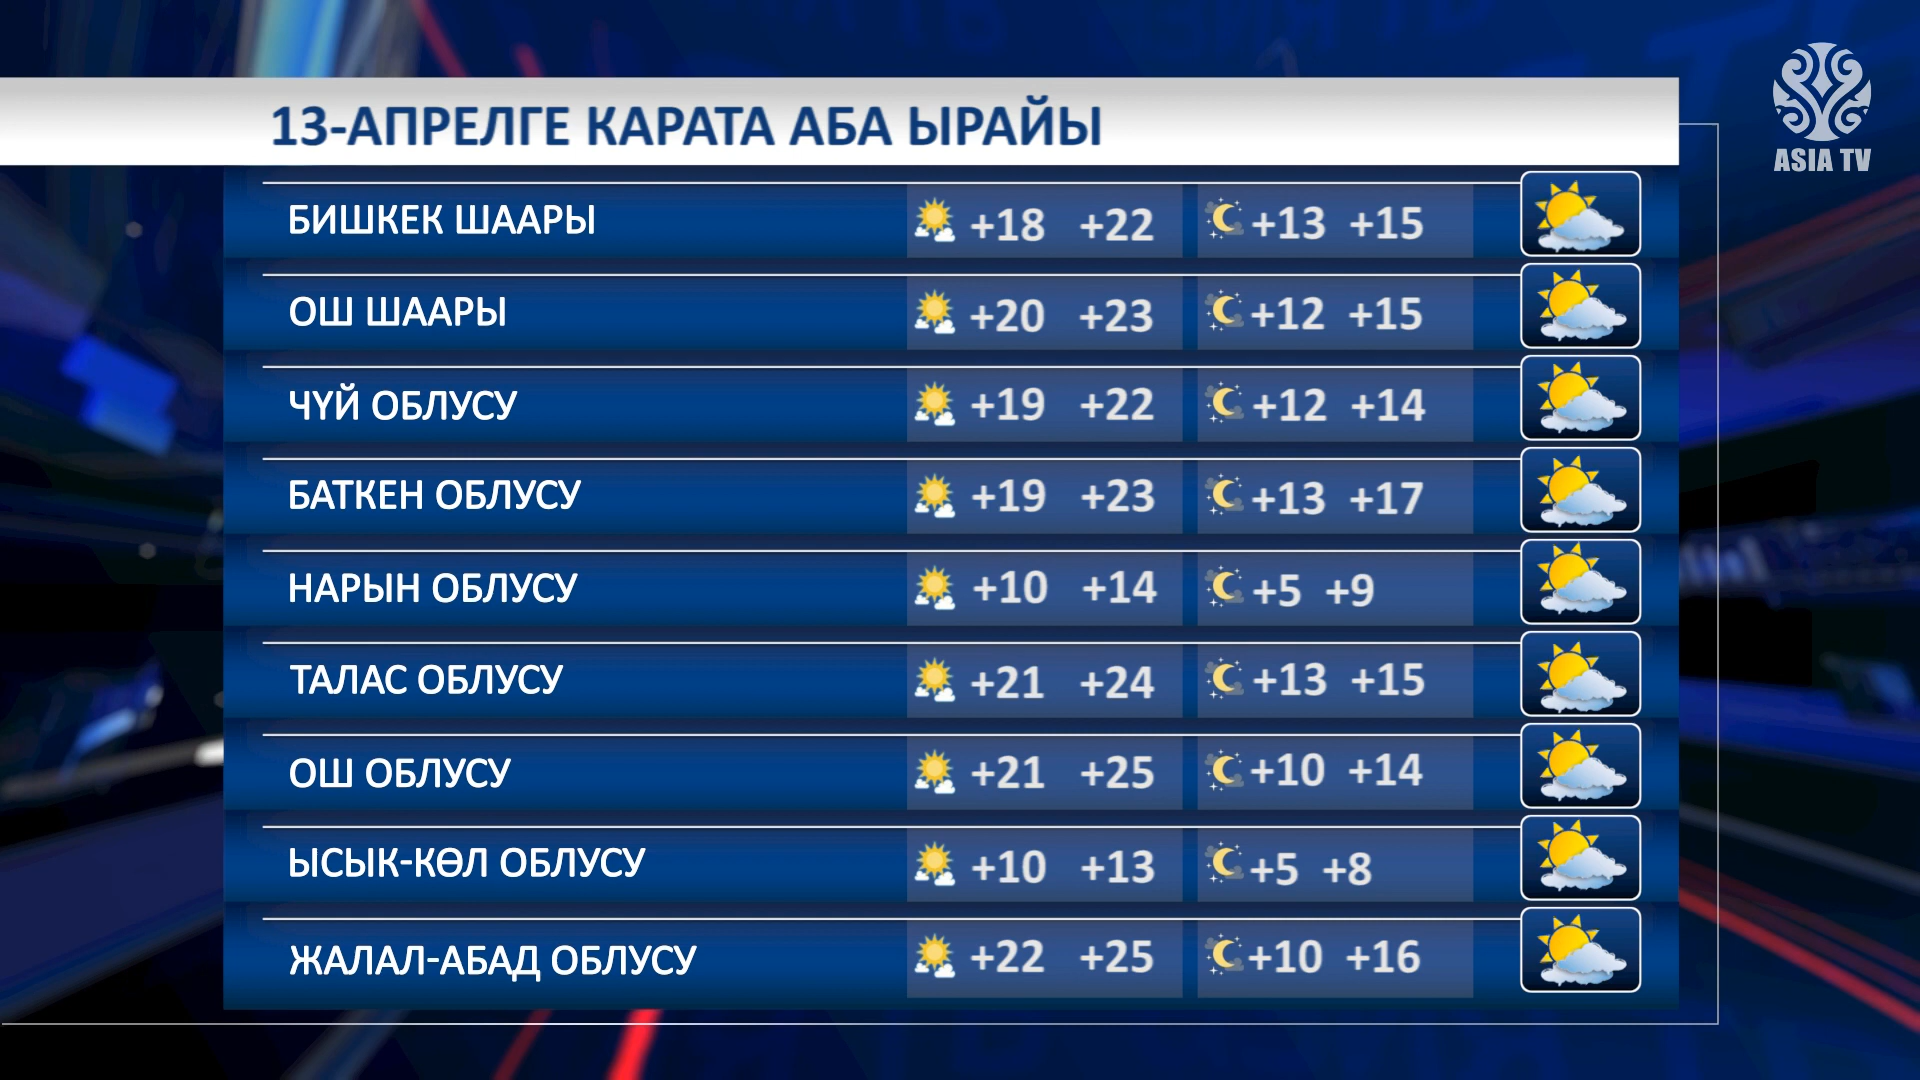 13-АПРЕЛГЕ КАРАТА АБА ЫРАЙЫ
ASIA TV
БИШКЕК ШААРЫ +18 +22 +13 +15
ОШ ШААРЫ +20 +23 +12 +15
ЧҮЙ ОБЛУСУ +19 +22 +12 +14
БАТКЕН ОБЛУСУ +19 +23 +13 +17
НАРЫН ОБЛУСУ +10 +14 +5 +9
ТАЛАС ОБЛУСУ +21 +24 +13 +15
ОШ ОБЛУСУ +21 +25 +10 +14
ЫСЫК-КӨЛ ОБЛУСУ +10 +13 +5 +8
ЖАЛАЛ-АБАД ОБЛУСУ +22 +25 +10 +16